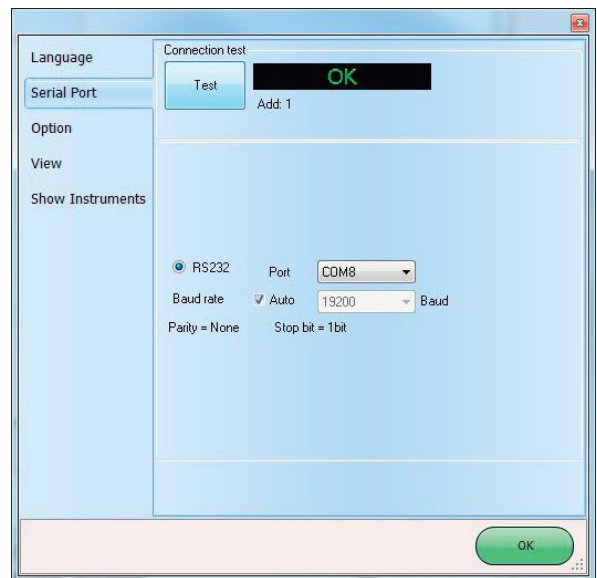 Language
Serial Port
Option
View
Show Instruments
Connection test
Test
OK
Add: 1
RS232 Port COM8
Baud rate Auto 19200 Baud
Parity = None Stop bit = 1bit
OK